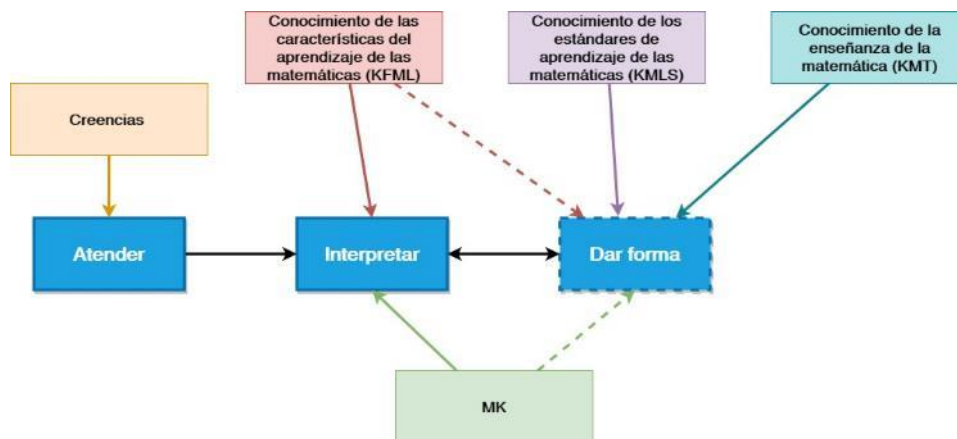 Conocimiento de las
características del
aprendizaje de las
matemáticas (KFML)
Conocimiento de los
estándares de
aprendizaje de las
matemáticas (KMLS)
Conocimiento de la
enseñanza de la
matemática (KMT)
Creencias
Atender
Interpretar
Dar forma
MK